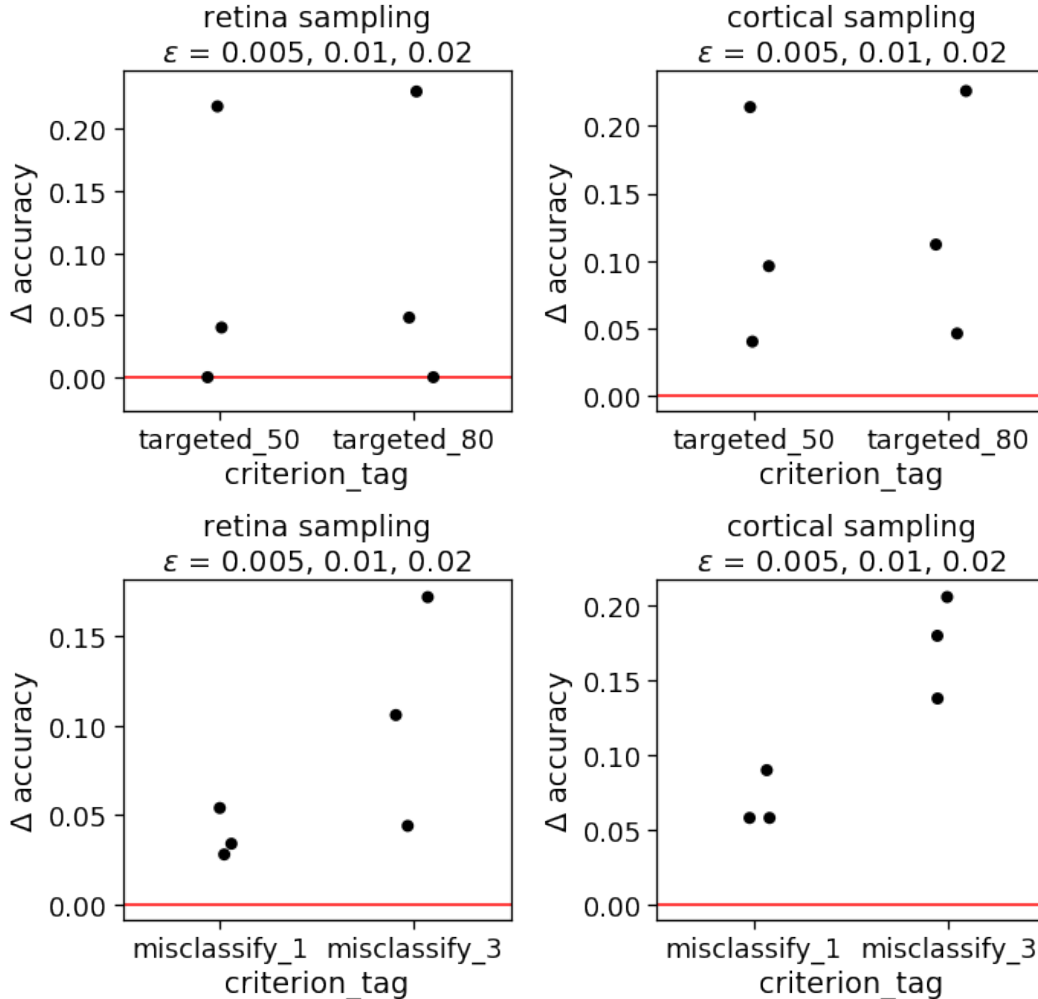 retina sampling
ε = 0.005, 0.01, 0.02
Δ accuracy
0.20
0.15
0.10
0.05
0.00
targeted_50
targeted_80
criterion_tag
cortical sampling
ε = 0.005, 0.01, 0.02
Δ accuracy
0.20
0.15
0.10
0.05
0.00
targeted_50
targeted_80
criterion_tag
retina sampling
ε = 0.005, 0.01, 0.02
Δ accuracy
0.15
0.10
0.05
0.00
misclassify_1
misclassify_3
criterion_tag
cortical sampling
ε = 0.005, 0.01, 0.02
Δ accuracy
0.20
0.15
0.10
0.05
0.00
misclassify_1
misclassify_3
criterion_tag